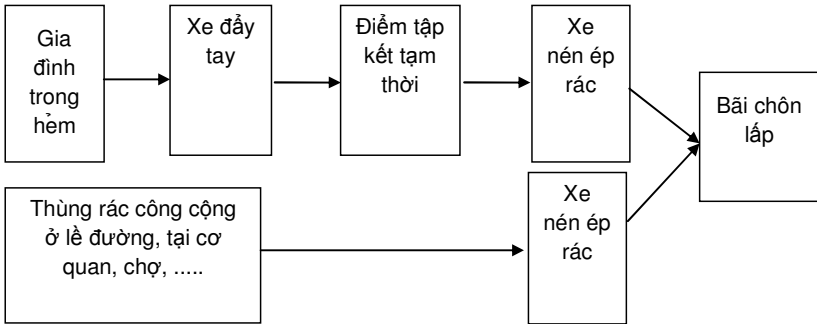 Gia
đình
trong
hẻm
Xe đẩy
tay
Điểm tập
kết tạm
thời
Xe
nén ép
rác
Bãi chôn
lấp
Thùng rác công cộng
ở lề đường, tại cơ
quan, chợ, .....
Xe
nén ép
rác